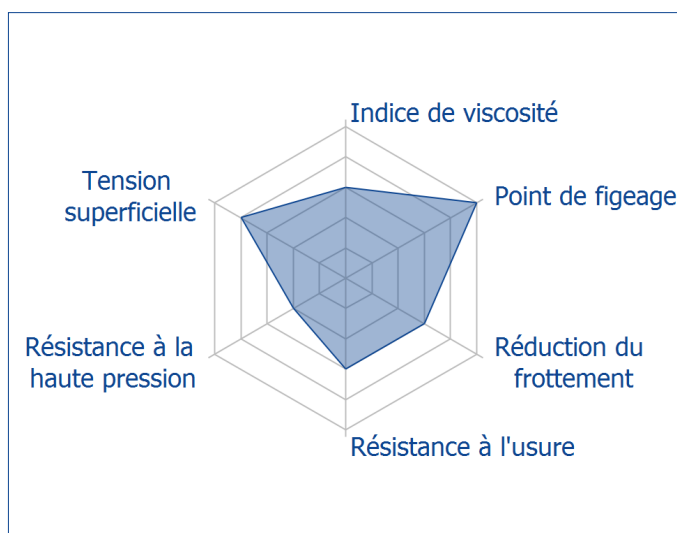 Indice de viscosité
Tension
superficielle
Point de figeage
Résistance à la
haute pression
Réduction du
frottement
Résistance à l'usure